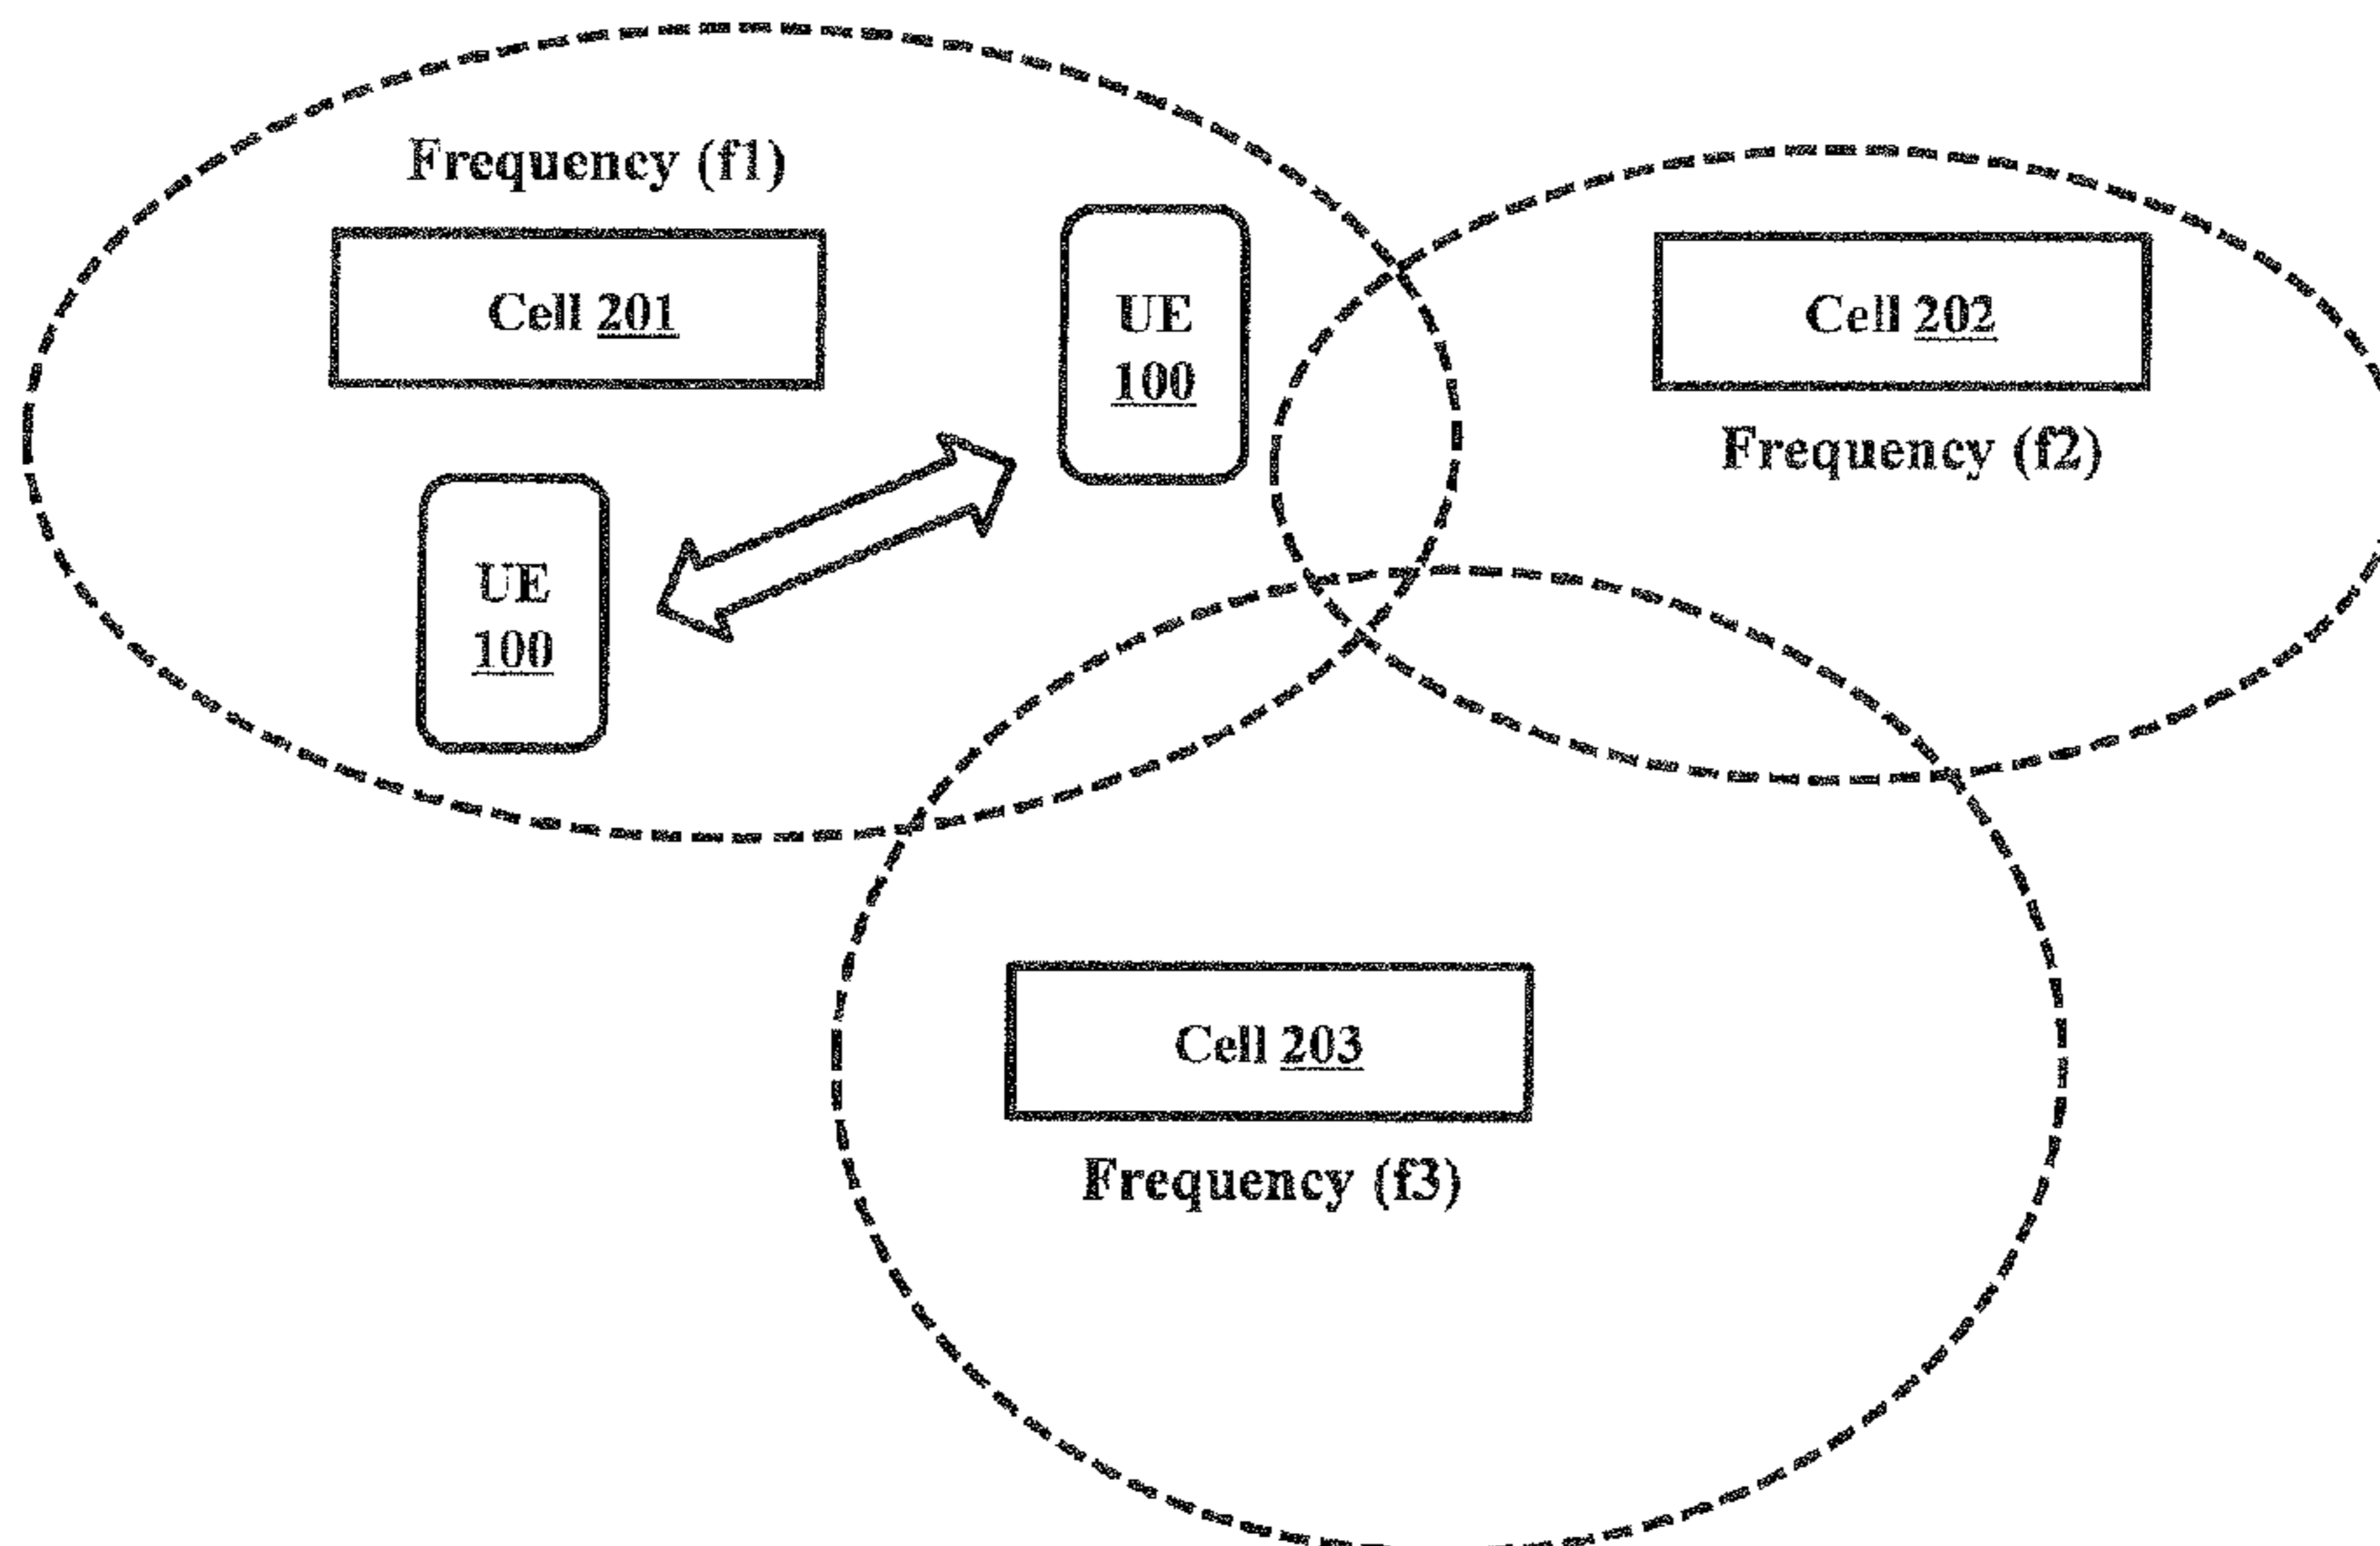 Frequency (f1)
Cell 201
UE
100
Cell 202
Frequency (f2)
UE
100
Cell 203
Frequency (f3)